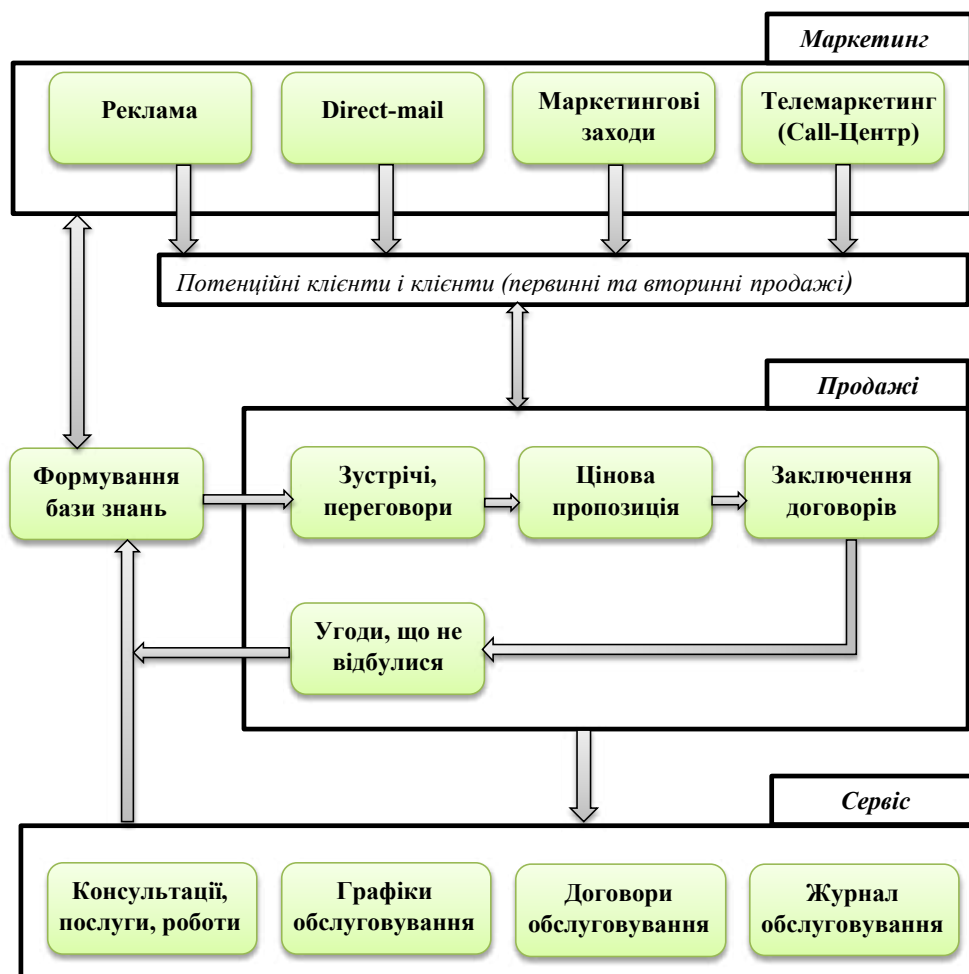 Маркетинг
Реклама
Direct-mail
Маркетингові
заходи
Телемаркетинг
(Call-Центр)
Потенційні клієнти і клієнти (первинні та вторинні продажі)
Продажі
Формування
бази знань
Зустрічі,
переговори
Цінова
пропозиція
Заключення
договорів
Угоди, що не
відбулися
Сервіс
Консультації,
послуги, роботи
Графіки
обслуговування
Договори
обслуговування
Журнал
обслуговування